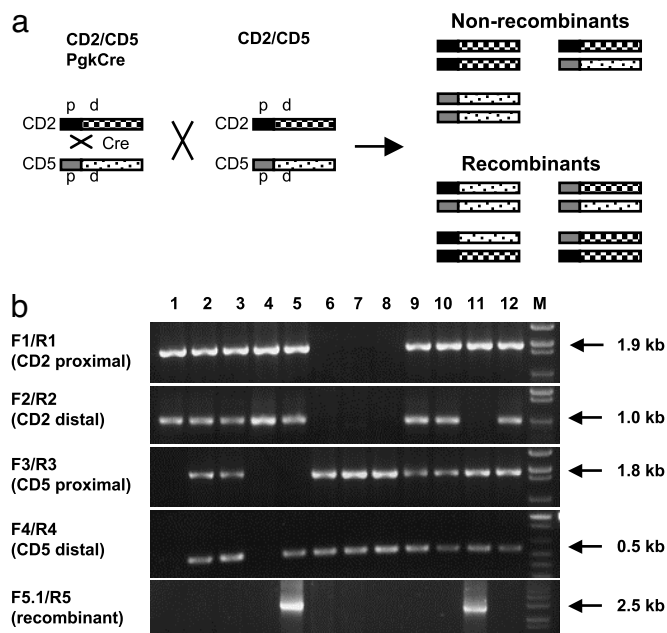 a
CD2/CD5
PgkCre
CD2/CD5
Non-recombinants
p d
CD2
Cre
CD5
p d
p d
CD2
CD5
p d
Recombinants
b
1 2 3 4 5 6 7 8 9 10 11 12 M
F1/R1
(CD2 proximal)
1.9 kb
F2/R2
(CD2 distal)
1.0 kb
F3/R3
(CD5 proximal)
1.8 kb
F4/R4
(CD5 distal)
0.5 kb
F5.1/R5
(recombinant)
2.5 kb